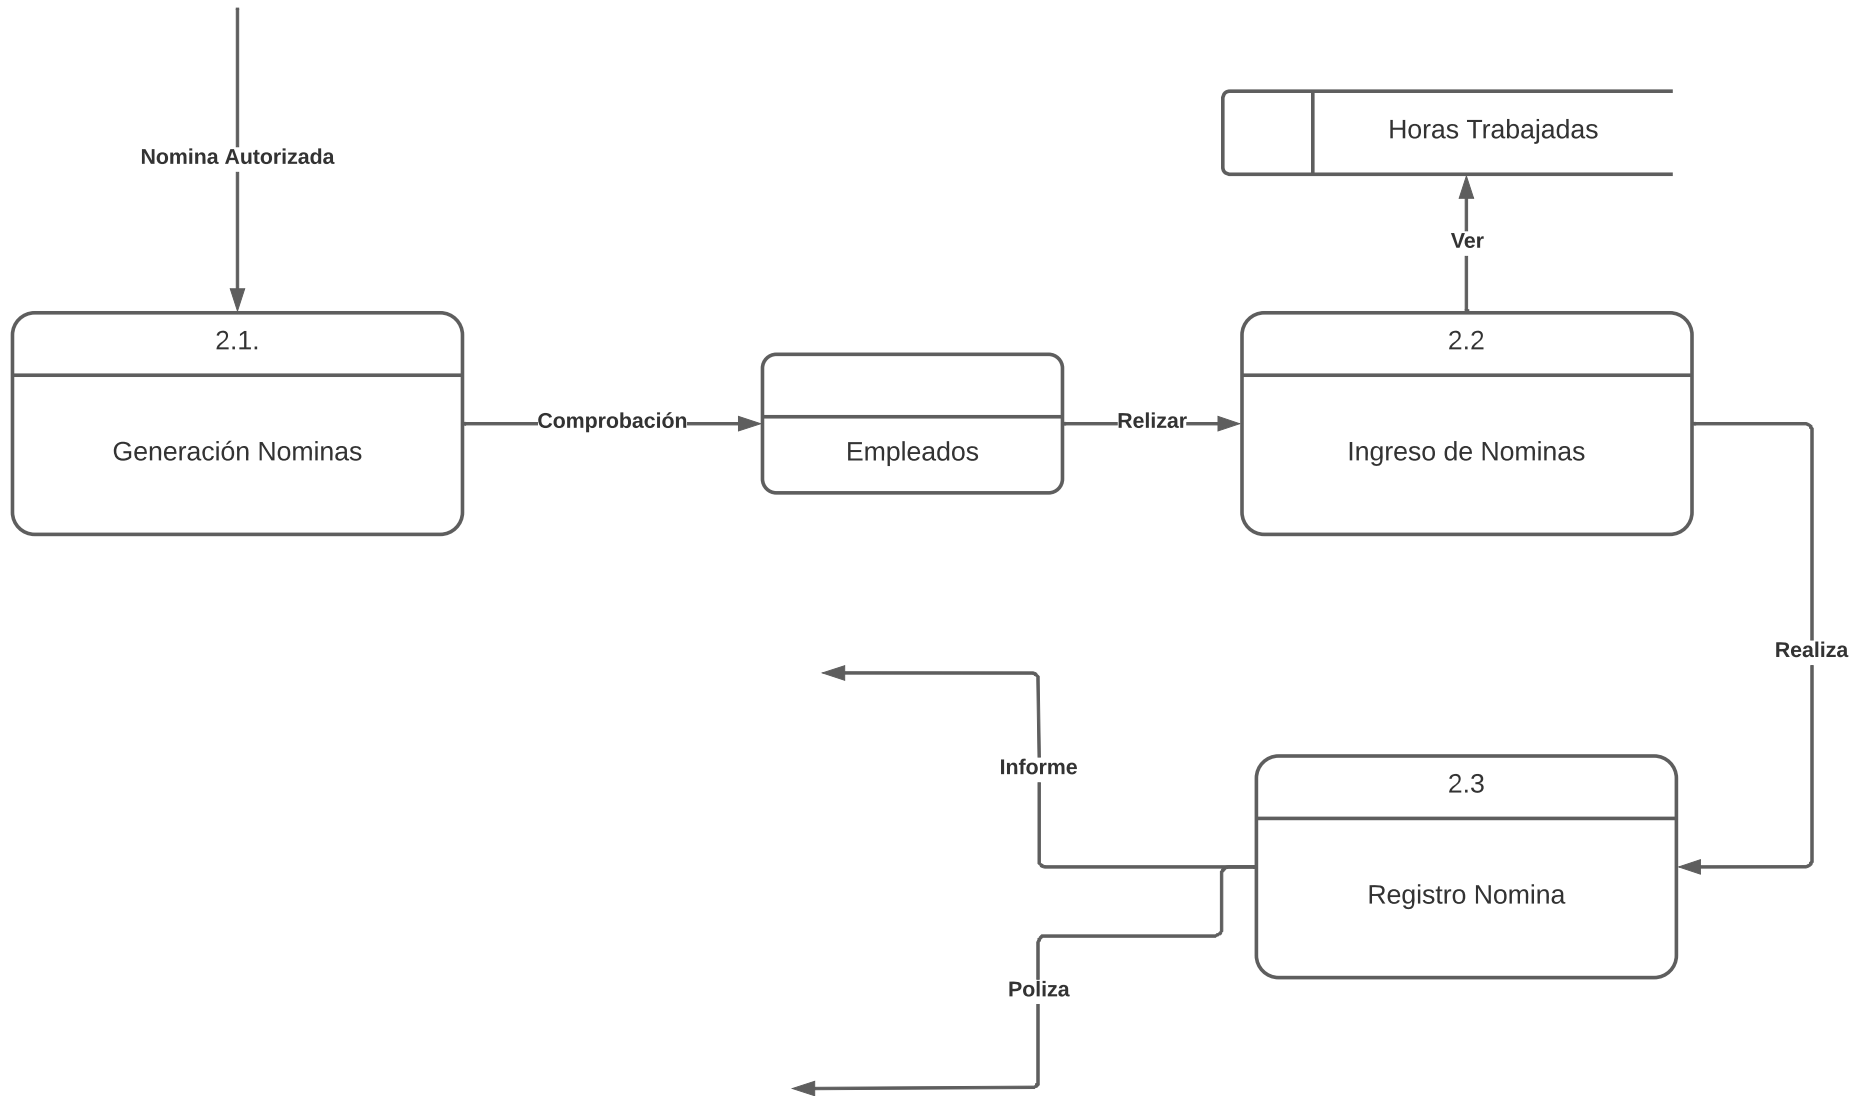 Nomina Autorizada
Horas Trabajadas
Ver
2.1.
Generación Nominas
Comprobación
Empleados
Relizar
2.2
Ingreso de Nominas
Realiza
Informe
2.3
Registro Nomina
Poliza